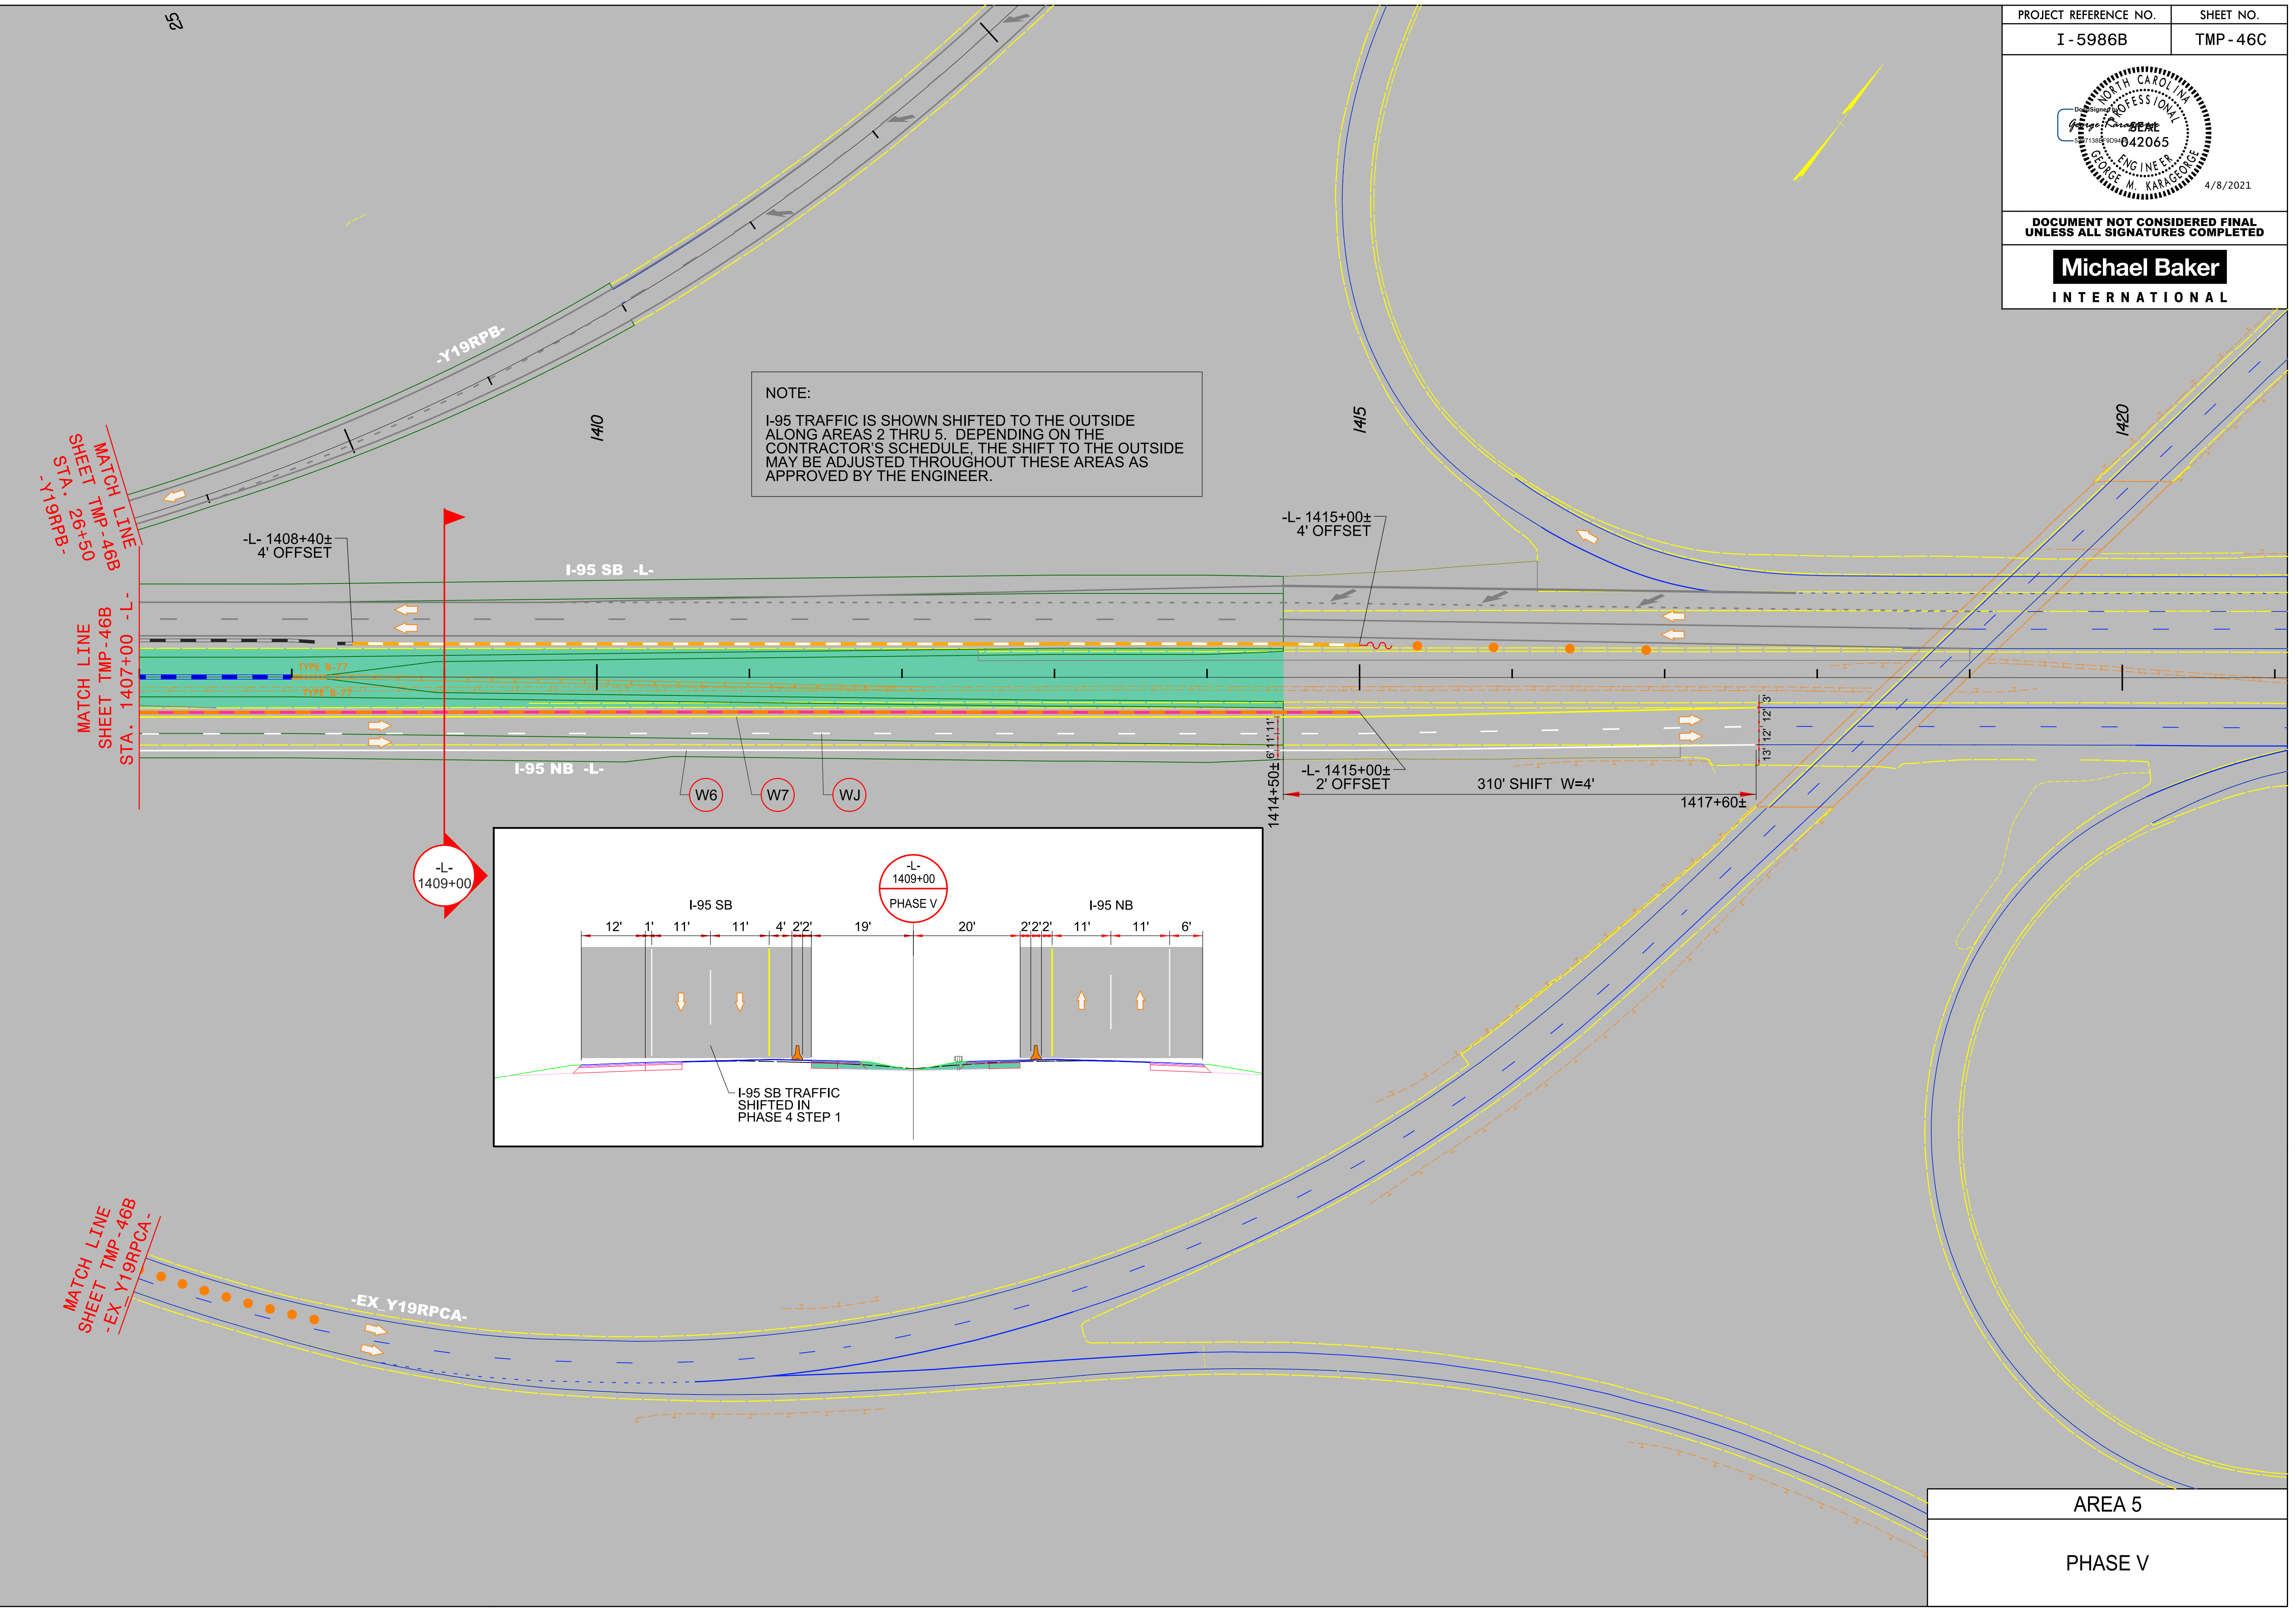 25
PROJECT REFERENCE NO.
SHEET NO.
I-5986B
TMP-46C
NORTH CAROLINA
PROFESSIONAL
SEAL
042065
ENGINEER
GEORGE M. KARAGEORGE
4/8/2021
DOCUMENT NOT CONSIDERED FINAL
UNLESS ALL SIGNATURES COMPLETED
Michael Baker
INTERNATIONAL
-Y19RPB-
NOTE:
I-95 TRAFFIC IS SHOWN SHIFTED TO THE OUTSIDE
ALONG AREAS 2 THRU 5. DEPENDING ON THE
CONTRACTOR'S SCHEDULE, THE SHIFT TO THE OUTSIDE
MAY BE ADJUSTED THROUGHOUT THESE AREAS AS
APPROVED BY THE ENGINEER.
1410
1415
1420
MATCH LINE
SHEET TMP-46B
STA. 26+50
-Y19RPB-
-L- 1408+40±
4' OFFSET
-L- 1415+00±
4' OFFSET
I-95 SB -L-
MATCH LINE
SHEET TMP-46B
STA. 1407+00 -L-
TYPE B-77
TYPE B-77
I-95 NB -L-
W6
W7
WJ
6' 11' 11'
1414+50±
-L- 1415+00±
2' OFFSET
310' SHIFT W=4'
1417+60±
13' 12' 12' 3'
-L-
1409+00
-L-
1409+00
PHASE V
I-95 SB
I-95 NB
12' 1' 11' 11' 4' 2' 2' 19' 20' 2' 2' 2' 11' 11' 6'
I-95 SB TRAFFIC
SHIFTED IN
PHASE 4 STEP 1
MATCH LINE
SHEET TMP-46B
-EX_Y19RPCA-
-EX_Y19RPCA-
AREA 5
PHASE V